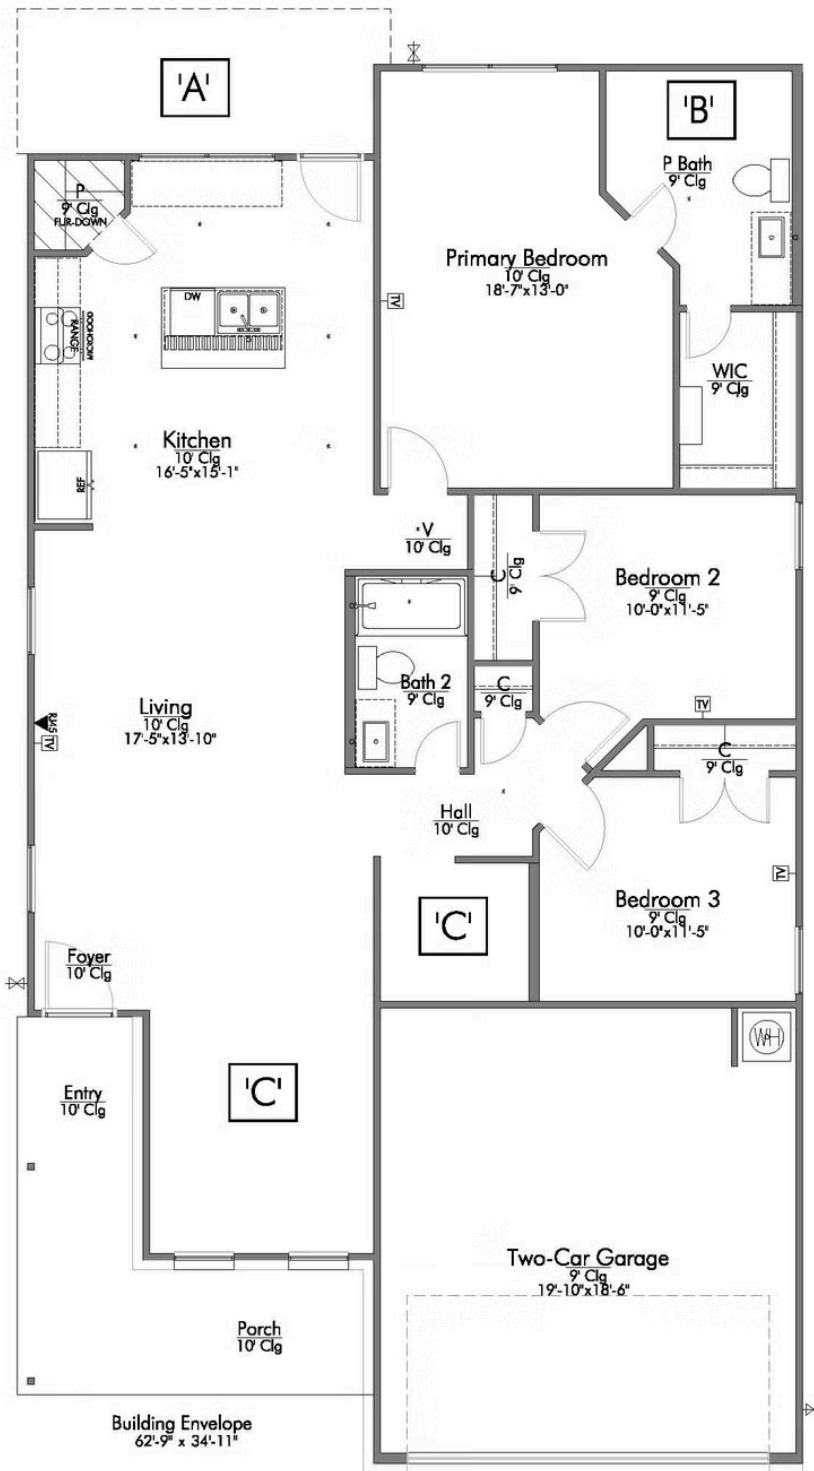 'A'
'B'
P
9' Clg
FUR-DOWN
P Bath
9' Clg
Primary Bedroom
10' Clg
18'-7"x13'-0"
TV
DW
RANGE
MICROHOOD
WIC
9' Clg
Kitchen
10' Clg
16'-5"x15'-1"
REF
V
10' Clg
C
9' Clg
Bedroom 2
9' Clg
10'-0"x11'-5"
Bath 2
9' Clg
C
9' Clg
TV
Living
10' Clg
17'-5"x13'-10"
RJ45
TV
C
9' Clg
Hall
10' Clg
TV
Bedroom 3
9' Clg
10'-0"x11'-5"
'C'
Foyer
10' Clg
WH
Entry
10' Clg
'C'
Two-Car Garage
9' Clg
19'-10"x18'-6"
Porch
10' Clg
Building Envelope
62'-9" x 34'-11"